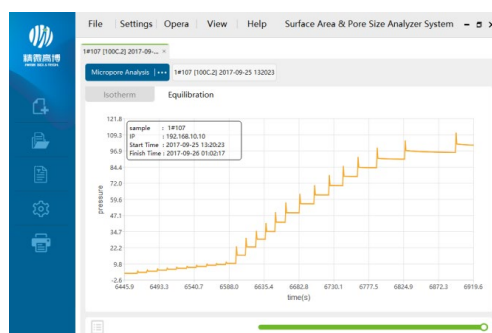 File Settings Opera View Help Surface Area & Pore Size Analyzer System
精微高博
1#107 [100C.2] 2017-09-... ×
Micropore Analysis | ••• 1#107 [100C.2] 2017-09-25 132023
Isotherm Equilibration
121.8
109.3
96.9
84.4
72.0
59.6
47.1
34.7
22.2
9.8
-2.6
pressure
sample : 1#107
IP : 192.168.10.10
Start Time : 2017-09-25 13:20:23
Finish Time : 2017-09-26 01:02:17
6445.9 6493.3 6540.7 6588.0 6635.4 6682.8 6730.1 6777.5 6824.9 6872.3 6919.6
time(s)